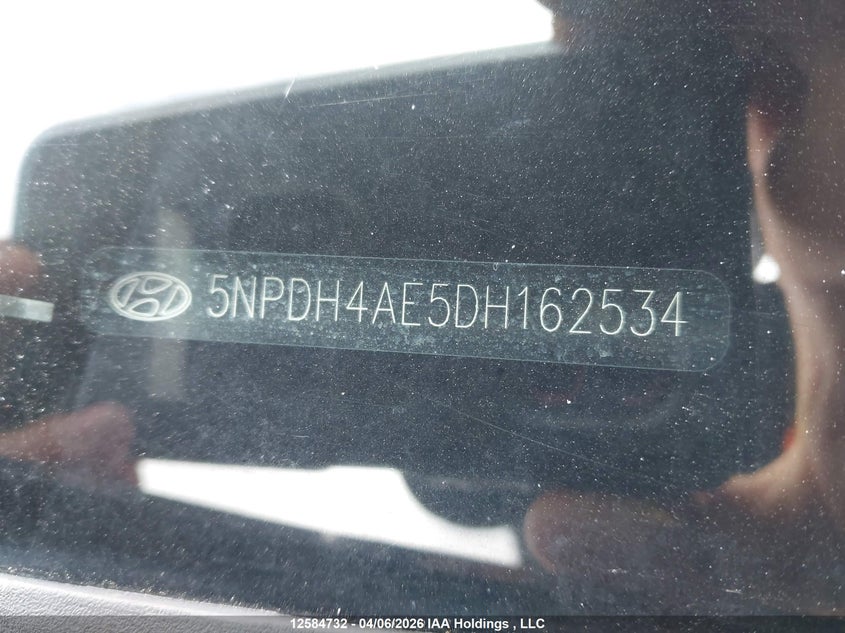 5NPDH4AE5DH162534
12584732 - 04/06/2026 IAA Holdings , LLC